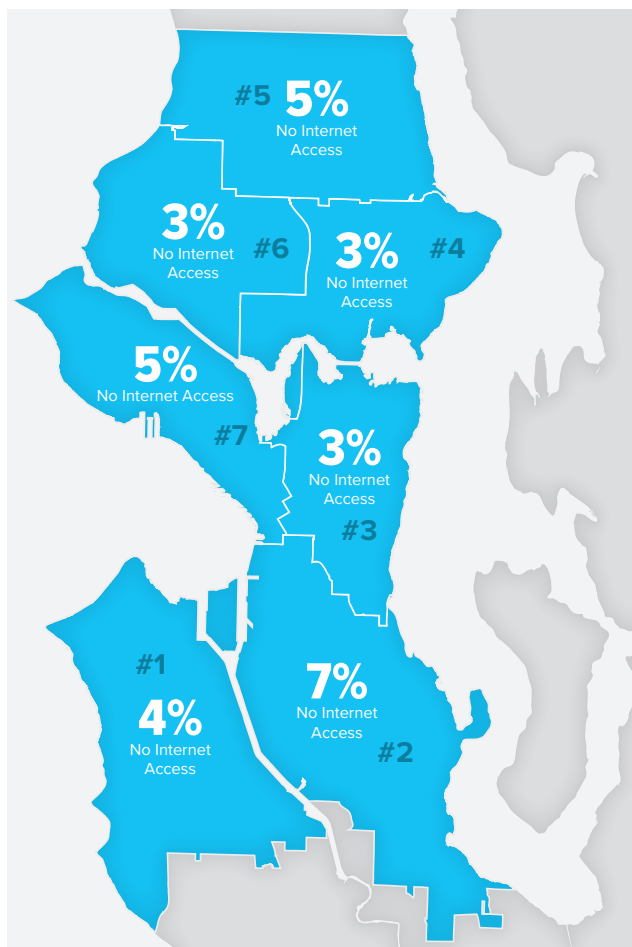 #5 5%
No Internet
Access
3%
No Internet
Access
#6
3%
No Internet
Access
#4
5%
No Internet Access
#7
3%
No Internet
Access
#3
#1
4%
No Internet
Access
7%
No Internet
Access
#2